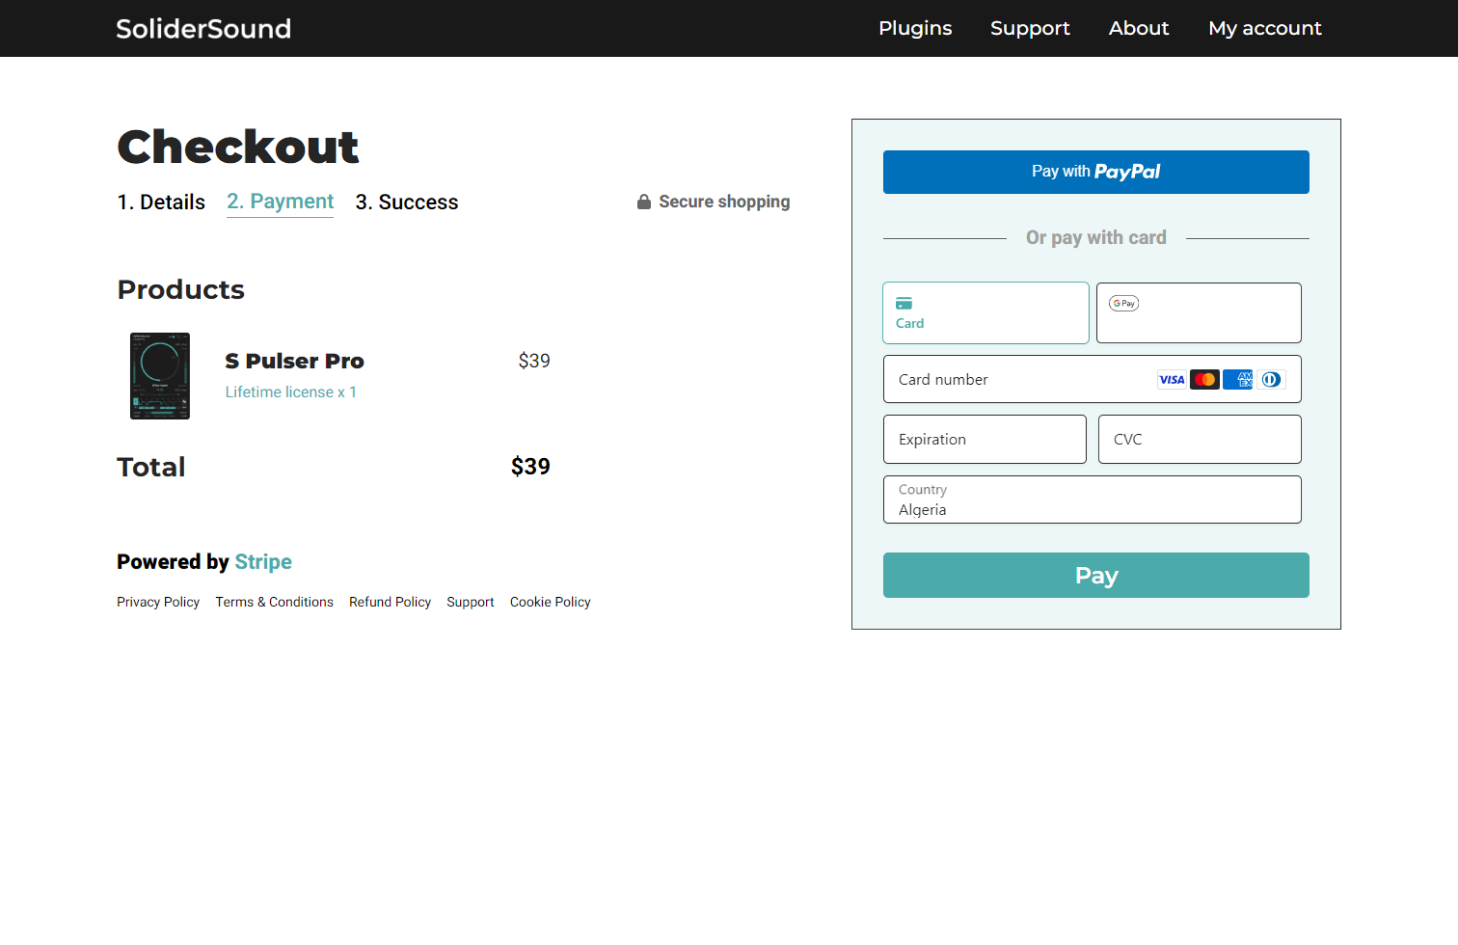 SoliderSound
Plugins
Support
About
My account
Checkout
1. Details
2. Payment
3. Success
Secure shopping
Products
S Pulser Pro
$39
Lifetime license x 1
Total
$39
Powered by Stripe
Privacy Policy
Terms & Conditions
Refund Policy
Support
Cookie Policy
Pay with PayPal
Or pay with card
Card
G Pay
Card number
VISA
AM
EX
Expiration
CVC
Country
Algeria
Pay